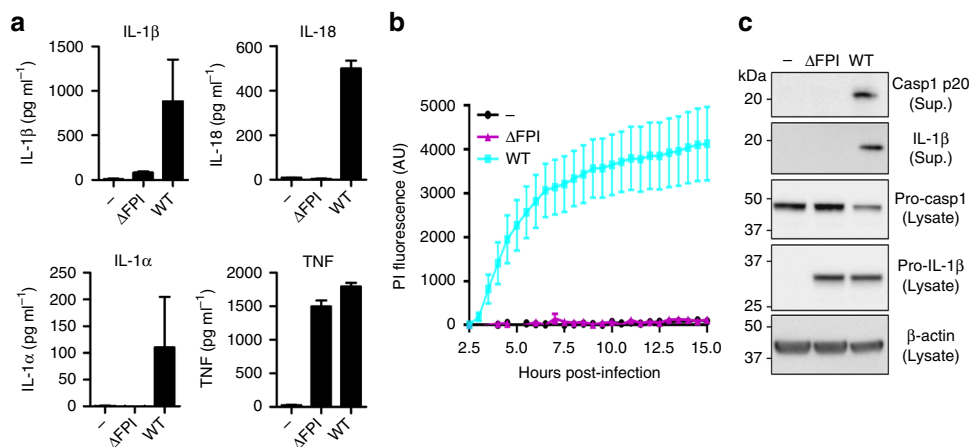 a
IL-1β
IL-1β (pg ml⁻¹)
1500
1000
500
0
– ΔFPI WT
IL-18
IL-18 (pg ml⁻¹)
600
400
200
0
– ΔFPI WT
IL-1α
IL-1α (pg ml⁻¹)
250
200
150
100
50
0
– ΔFPI WT
TNF
TNF (pg ml⁻¹)
2000
1500
1000
500
0
– ΔFPI WT
b
PI fluorescence (AU)
5000
4000
3000
2000
1000
0
–
ΔFPI
WT
2.5 5.0 7.5 10.0 12.5 15.0
Hours post-infection
c
– ΔFPI WT
kDa
20
Casp1 p20
(Sup.)
20
IL-1β
(Sup.)
50
37
Pro-casp1
(Lysate)
37
25
Pro-IL-1β
(Lysate)
50
37
β-actin
(Lysate)